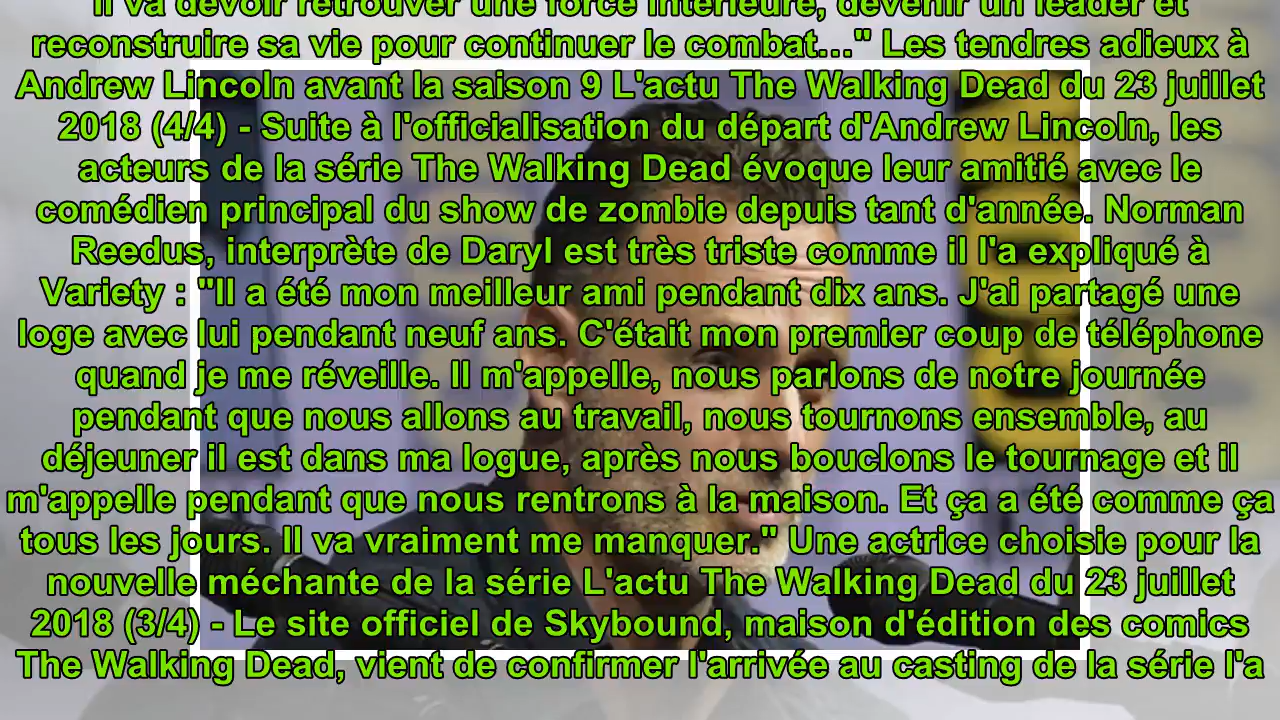 Il va devoir retrouver une force intérieure, devenir un leader et
reconstruire sa vie pour continuer le combat…" Les tendres adieux à
Andrew Lincoln avant la saison 9 L'actu The Walking Dead du 23 juillet
2018 (4/4) - Suite à l'officialisation du départ d'Andrew Lincoln, les
acteurs de la série The Walking Dead évoque leur amitié avec le
comédien principal du show de zombie depuis tant d'année. Norman
Reedus, interprète de Daryl est très triste comme il l'a expliqué à
Variety : "Il a été mon meilleur ami pendant dix ans. J'ai partagé une
loge avec lui pendant neuf ans. C'était mon premier coup de téléphone
quand je me réveille. Il m'appelle, nous parlons de notre journée
pendant que nous allons au travail, nous tournons ensemble, au
déjeuner il est dans ma logue, après nous bouclons le tournage et il
m'appelle pendant que nous rentrons à la maison. Et ça a été comme ça
tous les jours. Il va vraiment me manquer." Une actrice choisie pour la
nouvelle méchante de la série L'actu The Walking Dead du 23 juillet
2018 (3/4) - Le site officiel de Skybound, maison d'édition des comics
The Walking Dead, vient de confirmer l'arrivée au casting de la série l'a